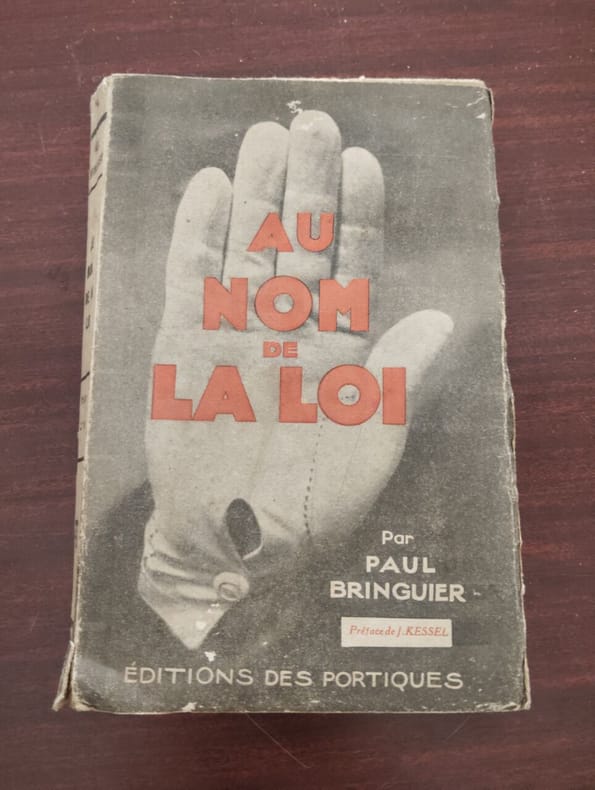 AU
NOM
DE
LA LOI
Par
PAUL
BRINGUIER
Préface de J. KESSEL
ÉDITIONS DES PORTIQUES